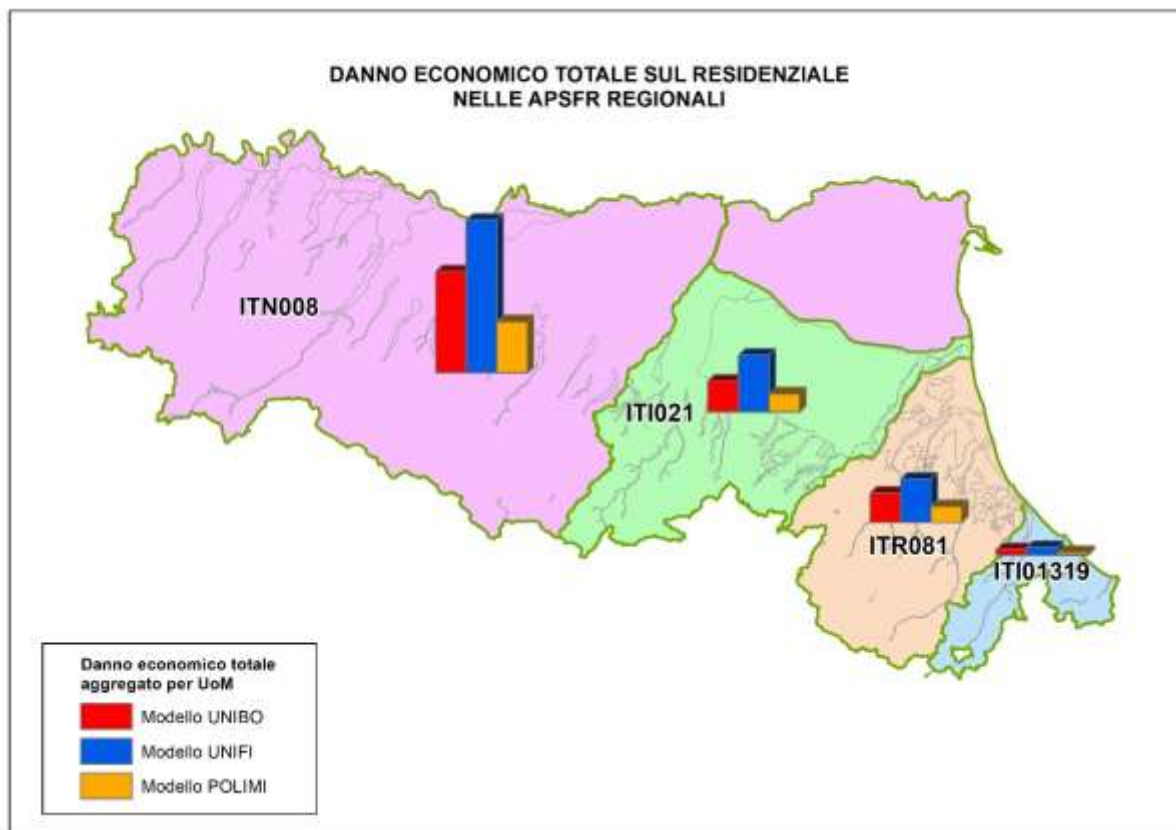 DANNO ECONOMICO TOTALE SUL RESIDENZIALE
NELLE APSFR REGIONALI
ITN008
ITI021
ITR081
ITI01319
Danno economico totale
aggregato per UoM
Modello UNIBO
Modello UNIFI
Modello POLIMI